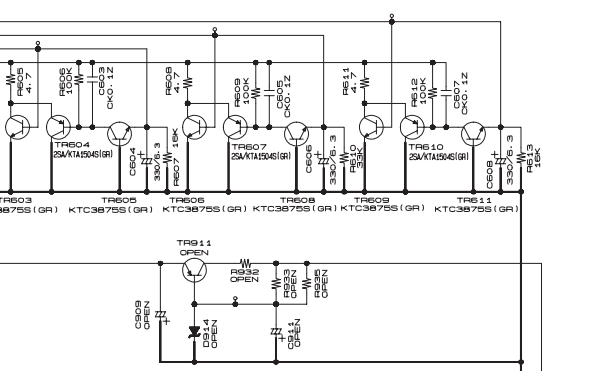 R605
4.7
R606
100K
C603
CK0.1Z
R608
4.7
R609
100K
C605
CK0.1Z
R611
4.7
R612
100K
C607
CK0.1Z
TR604
2SA/KTA1504S(GR)
C604
330/6.3
R607 16K
TR607
2SA/KTA1504S(GR)
C606
330/6.3
R610
33K
TR610
2SA/KTA1504S(GR)
C608
330/6.3
R613
16K
TR603
3875S(GR)
TR605
KTC3875S(GR)
TR606
KTC3875S(GR)
TR608
KTC3875S(GR)
TR609
KTC3875S(GR)
TR611
KTC3875S(GR)
TR911
OPEN
R932
OPEN
R933
OPEN
R935
OPEN
C909
OPEN
D914
OPEN
C911
OPEN